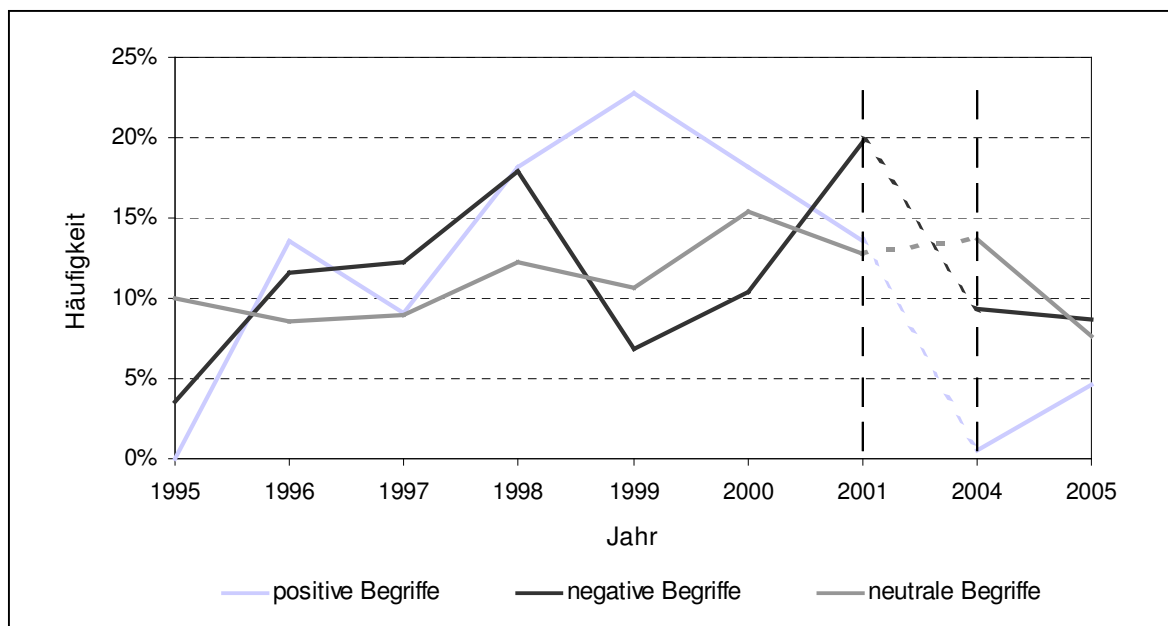 25%
20%
15%
10%
5%
0%
Häufigkeit
1995 1996 1997 1998 1999 2000 2001 2004 2005
Jahr
positive Begriffe negative Begriffe neutrale Begriffe